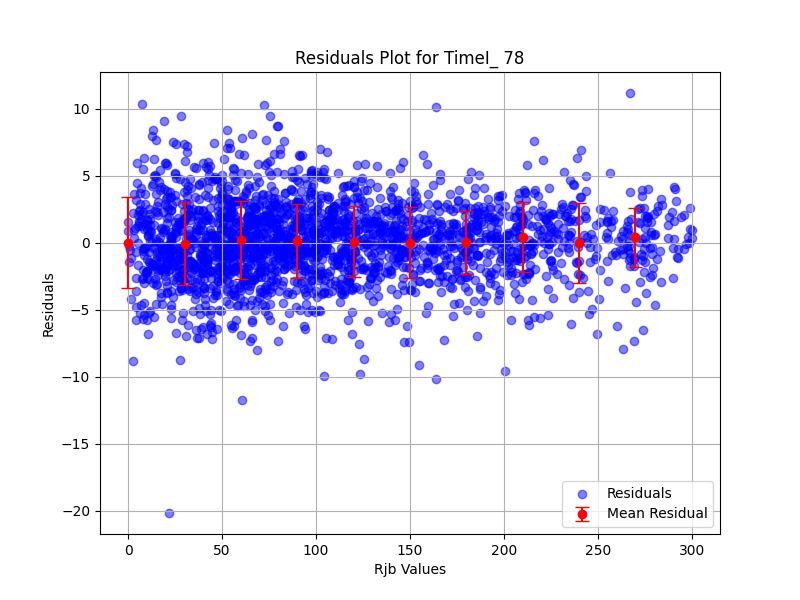 Residuals Plot for TimeI_ 78
10
5
0
−5
−10
−15
−20
Residuals
0 50 100 150 200 250 300
Rjb Values
Residuals
Mean Residual